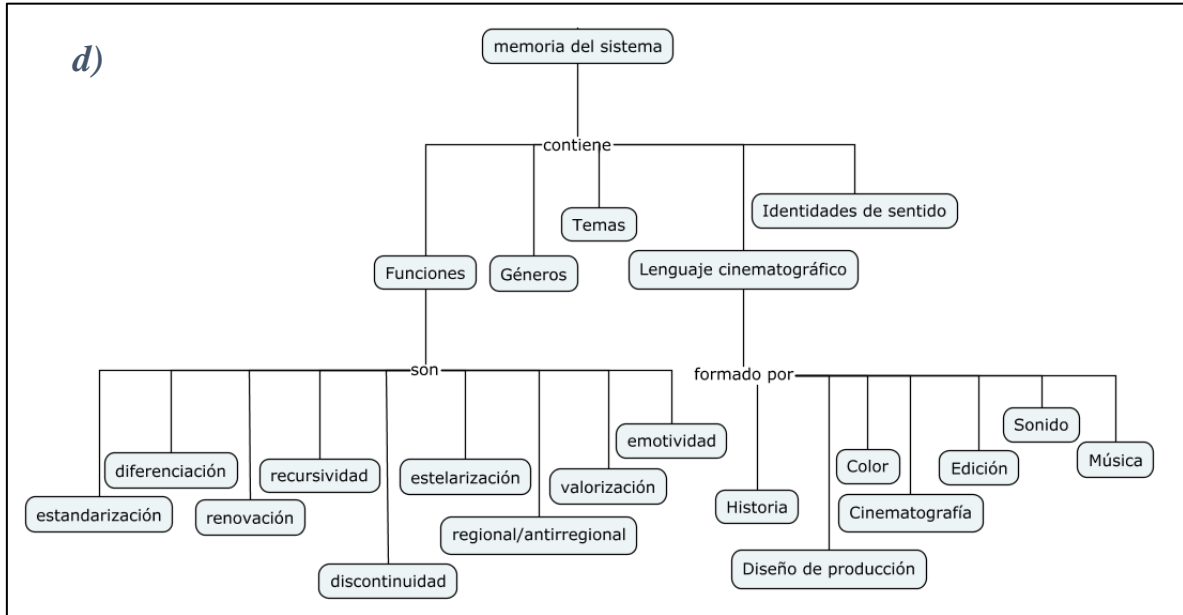 d)
memoria del sistema
contiene
Identidades de sentido
Temas
Funciones
Géneros
Lenguaje cinematográfico
son
formado por
Sonido
emotividad
diferenciación
recursividad
estelarización
Color
Edición
Música
valorización
estandarización
renovación
Historia
Cinematografía
regional/antirregional
Diseño de producción
discontinuidad